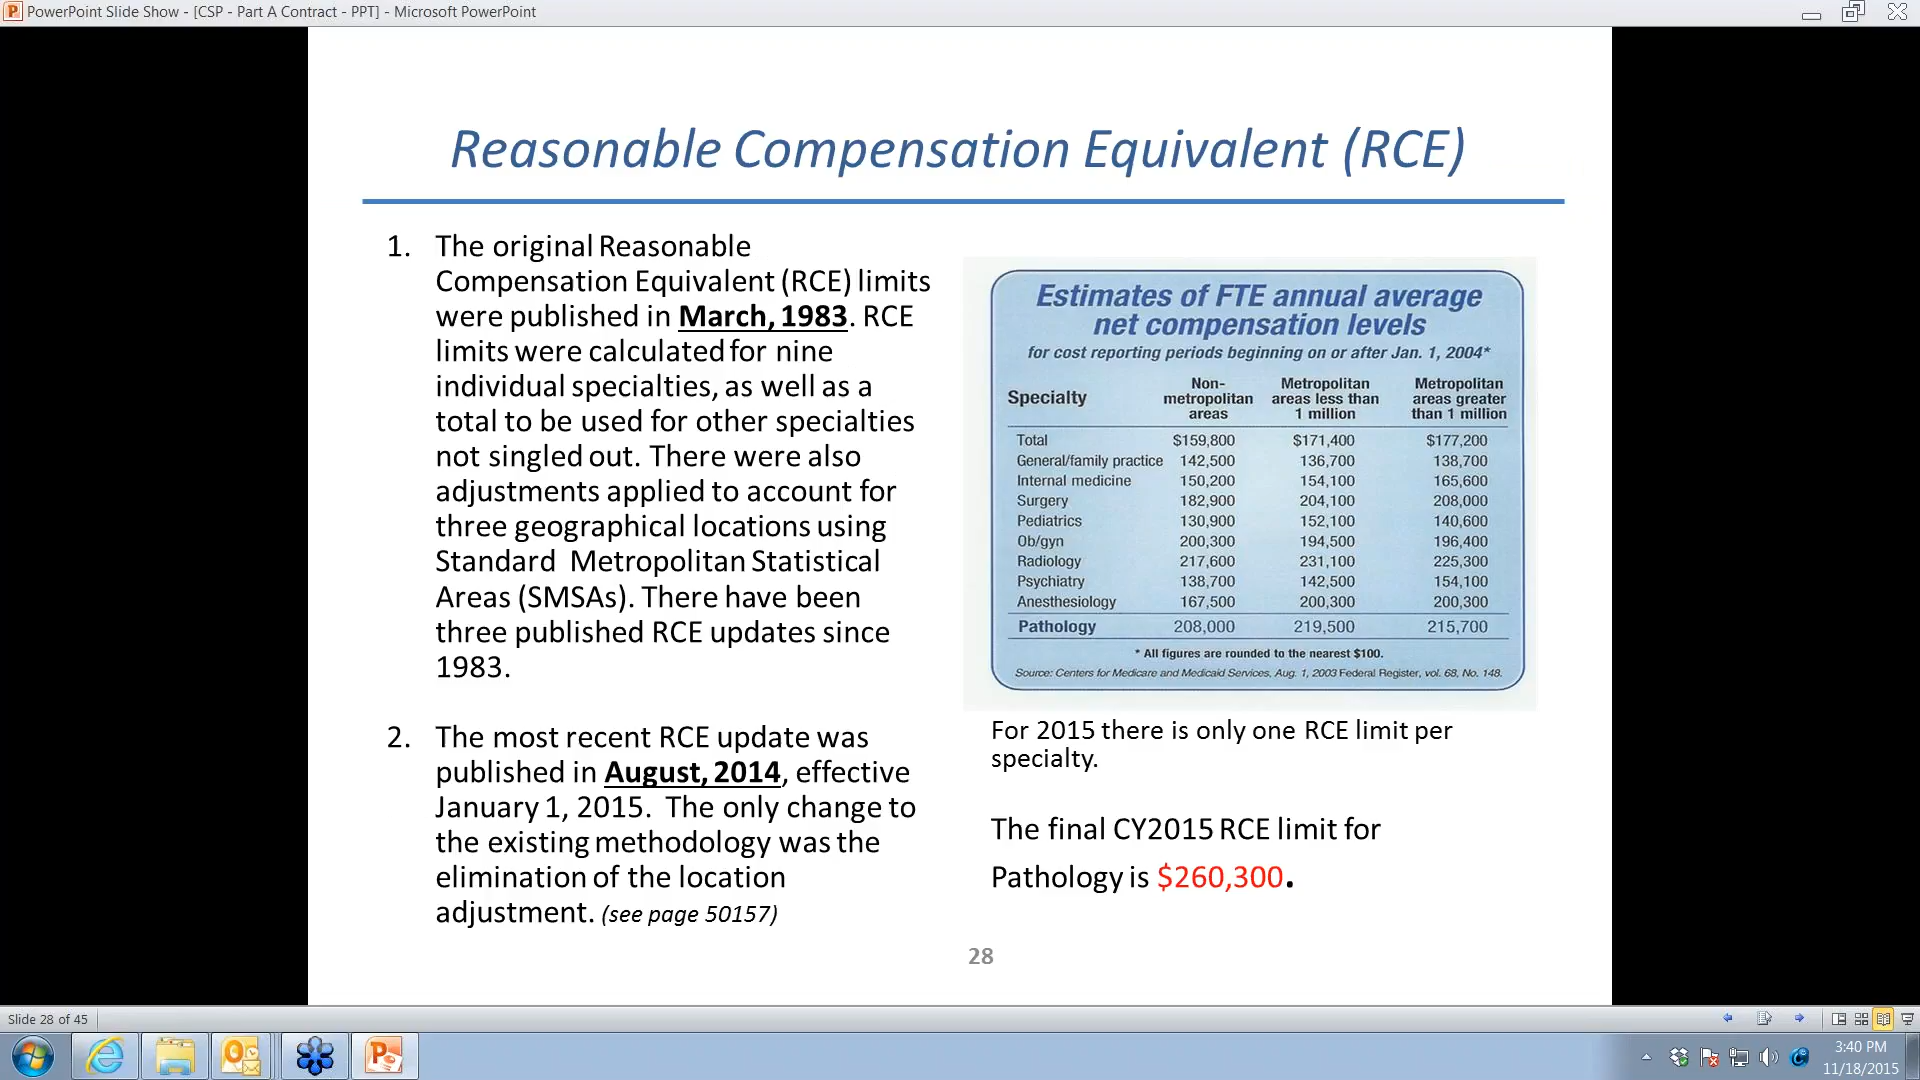 PowerPoint Slide Show - [CSP - Part A Contract - PPT] - Microsoft PowerPoint
Reasonable Compensation Equivalent (RCE)
1. The original Reasonable
Compensation Equivalent (RCE) limits
were published in March, 1983. RCE
limits were calculated for nine
individual specialties, as well as a
total to be used for other specialties
not singled out. There were also
adjustments applied to account for
three geographical locations using
Standard Metropolitan Statistical
Areas (SMSAs). There have been
three published RCE updates since
1983.
2. The most recent RCE update was
published in August, 2014, effective
January 1, 2015. The only change to
the existing methodology was the
elimination of the location
adjustment. (see page 50157)
Estimates of FTE annual average
net compensation levels
for cost reporting periods beginning on or after Jan. 1, 2004*
Specialty Non-metropolitan areas Metropolitan areas less than 1 million Metropolitan areas greater than 1 million
Total $159,800 $171,400 $177,200
General/family practice 142,500 136,700 138,700
Internal medicine 150,200 154,100 165,600
Surgery 182,900 204,100 208,000
Pediatrics 130,900 152,100 140,600
Ob/gyn 200,300 194,500 196,400
Radiology 217,600 231,100 225,300
Psychiatry 138,700 142,500 154,100
Anesthesiology 167,500 200,300 200,300
Pathology 208,000 219,500 215,700
* All figures are rounded to the nearest $100.
Source: Centers for Medicare and Medicaid Services, Aug. 1, 2003 Federal Register, vol. 68, No. 148.
For 2015 there is only one RCE limit per
specialty.
The final CY2015 RCE limit for
Pathology is $260,300.
28
Slide 28 of 45
3:40 PM
11/18/2015